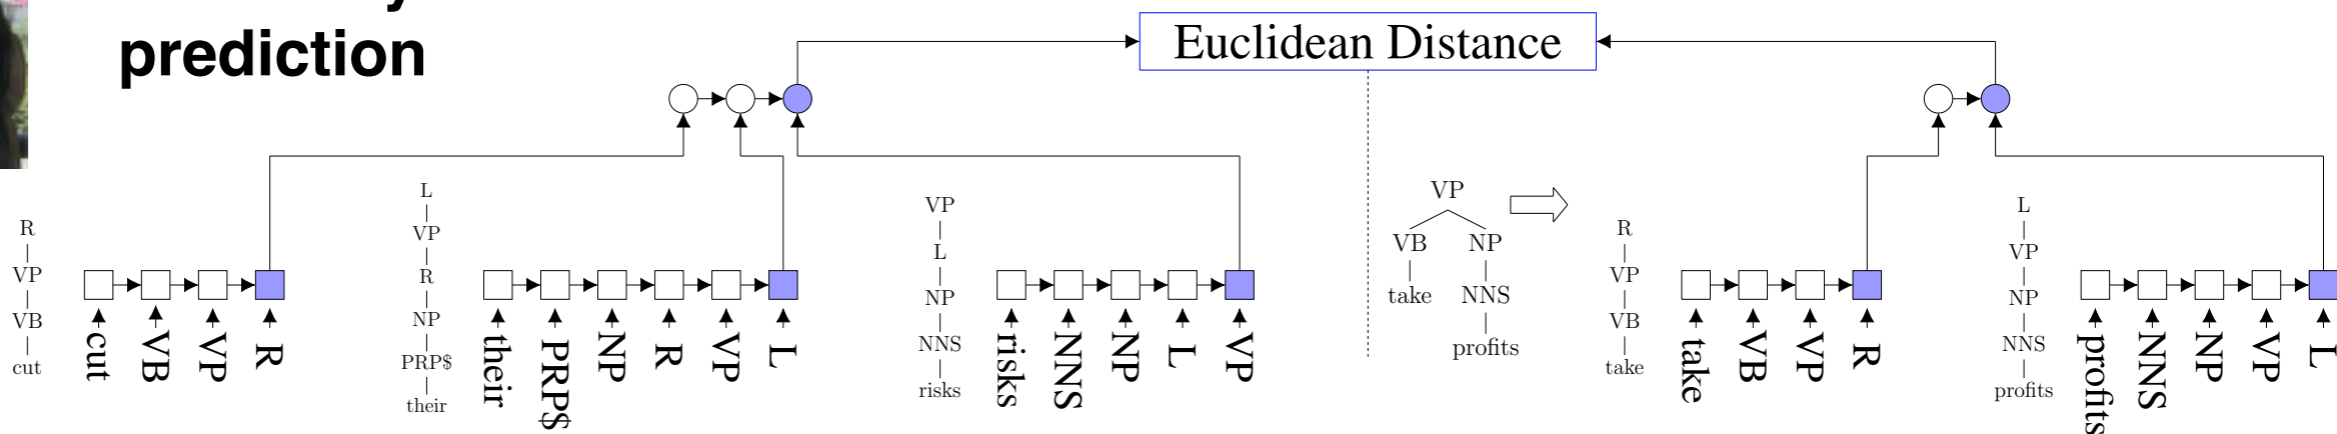 prediction
Euclidean Distance
R
VP
VB
cut
cut
VB
VP
R
L
VP
R
NP
PRP$
their
their
PRP$
NP
R
VP
L
VP
L
NP
NNS
risks
risks
NNS
NP
L
VP
VP
VB NP
take NNS
profits
R
VP
VB
take
take
VB
VP
R
L
VP
NP
NNS
profits
profits
NNS
NP
VP
L